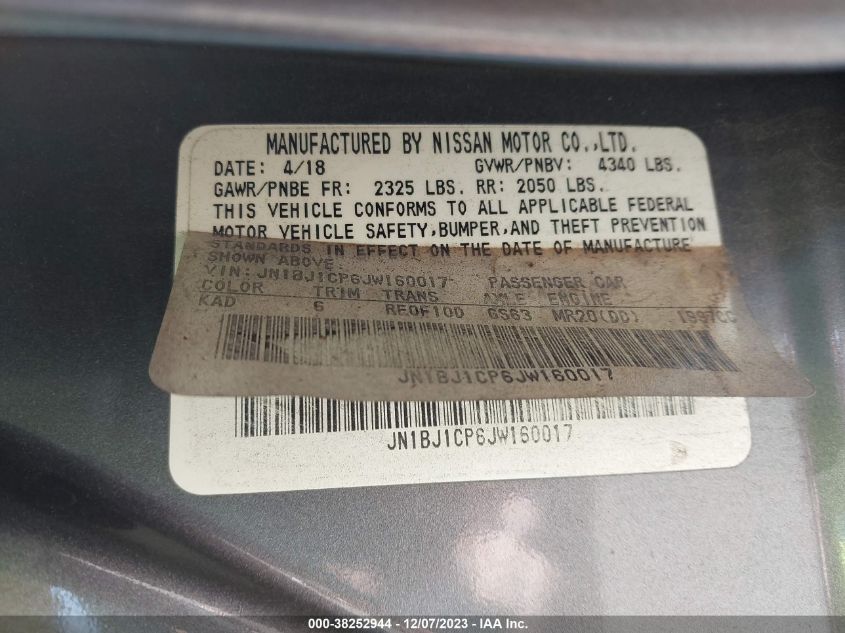 MANUFACTURED BY NISSAN MOTOR CO.,LTD.
DATE: 4/18 GVWR/PNBV: 4340 LBS.
GAWR/PNBE FR: 2325 LBS. RR: 2050 LBS.
THIS VEHICLE CONFORMS TO ALL APPLICABLE FEDERAL
MOTOR VEHICLE SAFETY,BUMPER,AND THEFT PREVENTION
STANDARDS IN EFFECT ON THE DATE OF MANUFACTURE
SHOWN ABOVE.
VIN: JN1BJ1CP6JW160017 PASSENGER CAR
COLOR TRIM TRANS AXLE ENGINE
KAD 6 RE0F10D 6S63 MR20(DD) 1997CC
JN1BJ1CP6JW160017
JN1BJ1CP6JW160017
000-38252944 - 12/07/2023 - IAA Inc.